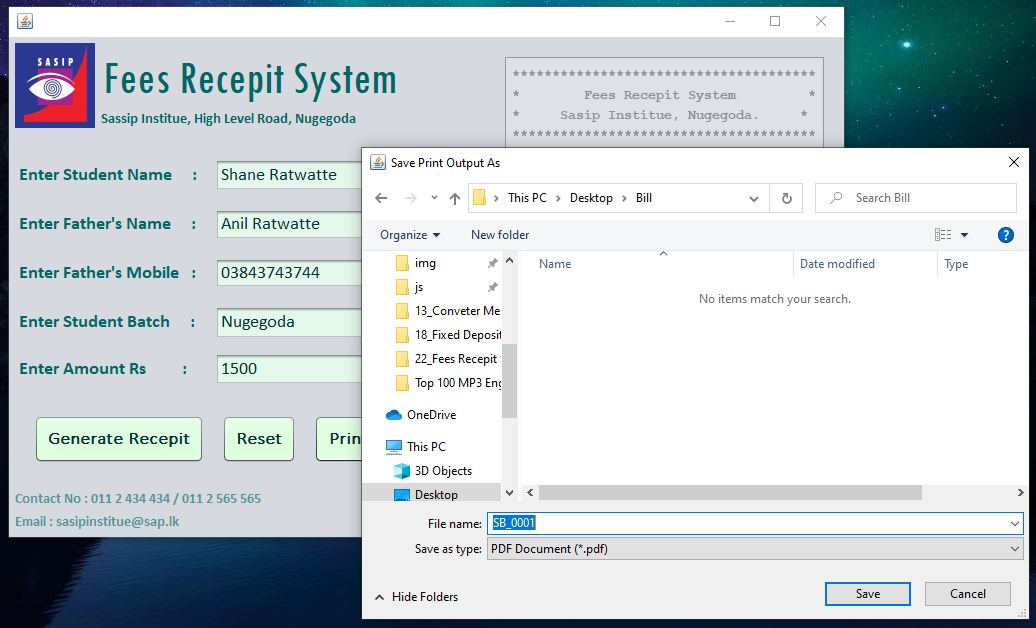 SASIP
Fees Recepit System
Sassip Institue, High Level Road, Nugegoda
************************************
* Fees Recepit System *
* Sasip Institue, Nugegoda. *
************************************
Enter Student Name : Shane Ratwatte
Enter Father's Name : Anil Ratwatte
Enter Father's Mobile : 03843743744
Enter Student Batch : Nugegoda
Enter Amount Rs : 1500
Generate Recepit
Reset
Prin
Contact No : 011 2 434 434 / 011 2 565 565
Email : sasipinstitue@sap.lk
Save Print Output As
This PC > Desktop > Bill
Search Bill
Organize
New folder
?
img
js
13_Conveter Me
18_Fixed Deposit
22_Fees Recepit
Top 100 MP3 Eng
OneDrive
This PC
3D Objects
Desktop
Name
Date modified
Type
No items match your search.
File name: SB_0001
Save as type: PDF Document (*.pdf)
Hide Folders
Save
Cancel